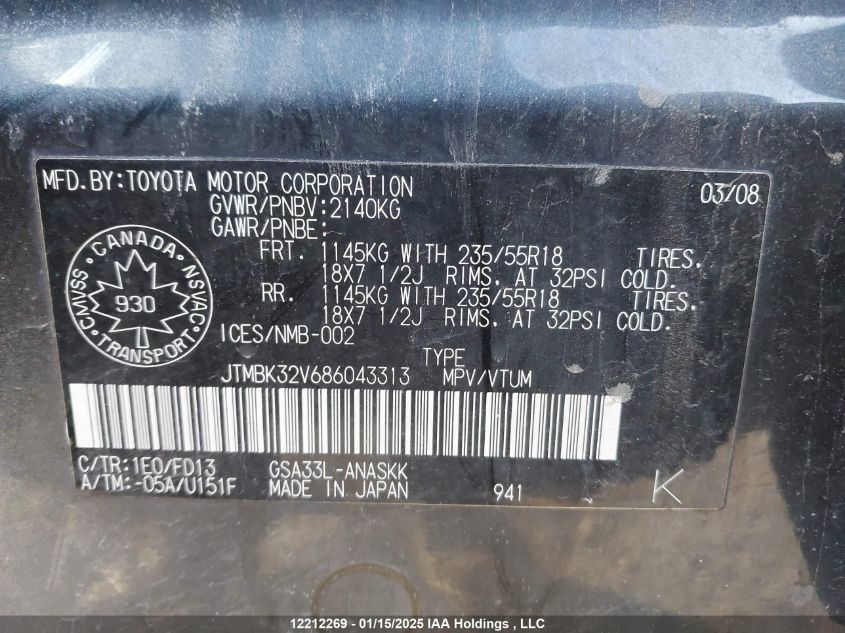 MFD.BY:TOYOTA MOTOR CORPORATION 03/08
GVWR/PNBV:2140KG
GAWR/PNBE:
FRT. 1145KG WITH 235/55R18 TIRES.
18X7 1/2J RIMS. AT 32PSI COLD.
RR. 1145KG WITH 235/55R18 TIRES.
18X7 1/2J RIMS. AT 32PSI COLD.
CANADA
CMVSS 930 NSVAC
TRANSPORT
ICES/NMB-002
TYPE
JTMBK32V686043313 MPV/VTUM
C/TR:1E0/FD13 GSA33L-ANASKK
A/TM:-05A/U151F MADE IN JAPAN 941 K
12212269 - 01/15/2025 IAA Holdings , LLC